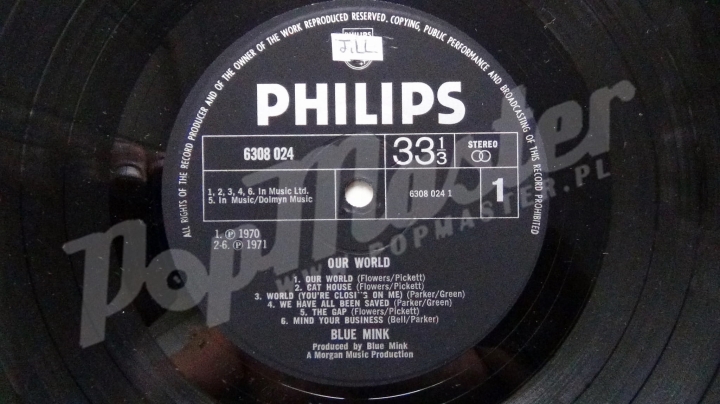 ALL RIGHTS OF THE RECORD PRODUCER AND OF THE OWNER OF THE WORK REPRODUCED RESERVED. COPYING, PUBLIC PERFORMANCE AND BROADCASTING OF THIS RECORD PROHIBITED
JILL
PHILIPS
6308 024
33 1/3
STEREO
1, 2, 3, 4, 6. In Music Ltd.
5. In Music/Dolmyn Music
6308 024 1
1
1. ℗ 1970
2-6. ℗ 1971
OUR WORLD
1. OUR WORLD (Flowers/Pickett)
2. CAT HOUSE (Flowers/Pickett)
3. WORLD (YOU'RE CLOSI"G ON ME) (Parker/Green)
4. WE HAVE ALL BEEN SAVED (Parker/Green)
5. THE GAP (Flowers/Pickett)
6. MIND YOUR BUSINESS (Bell/Parker)
BLUE MINK
Produced by Blue Mink
A Morgan Music Production
PopMaster
WWW.POPMASTER.PL